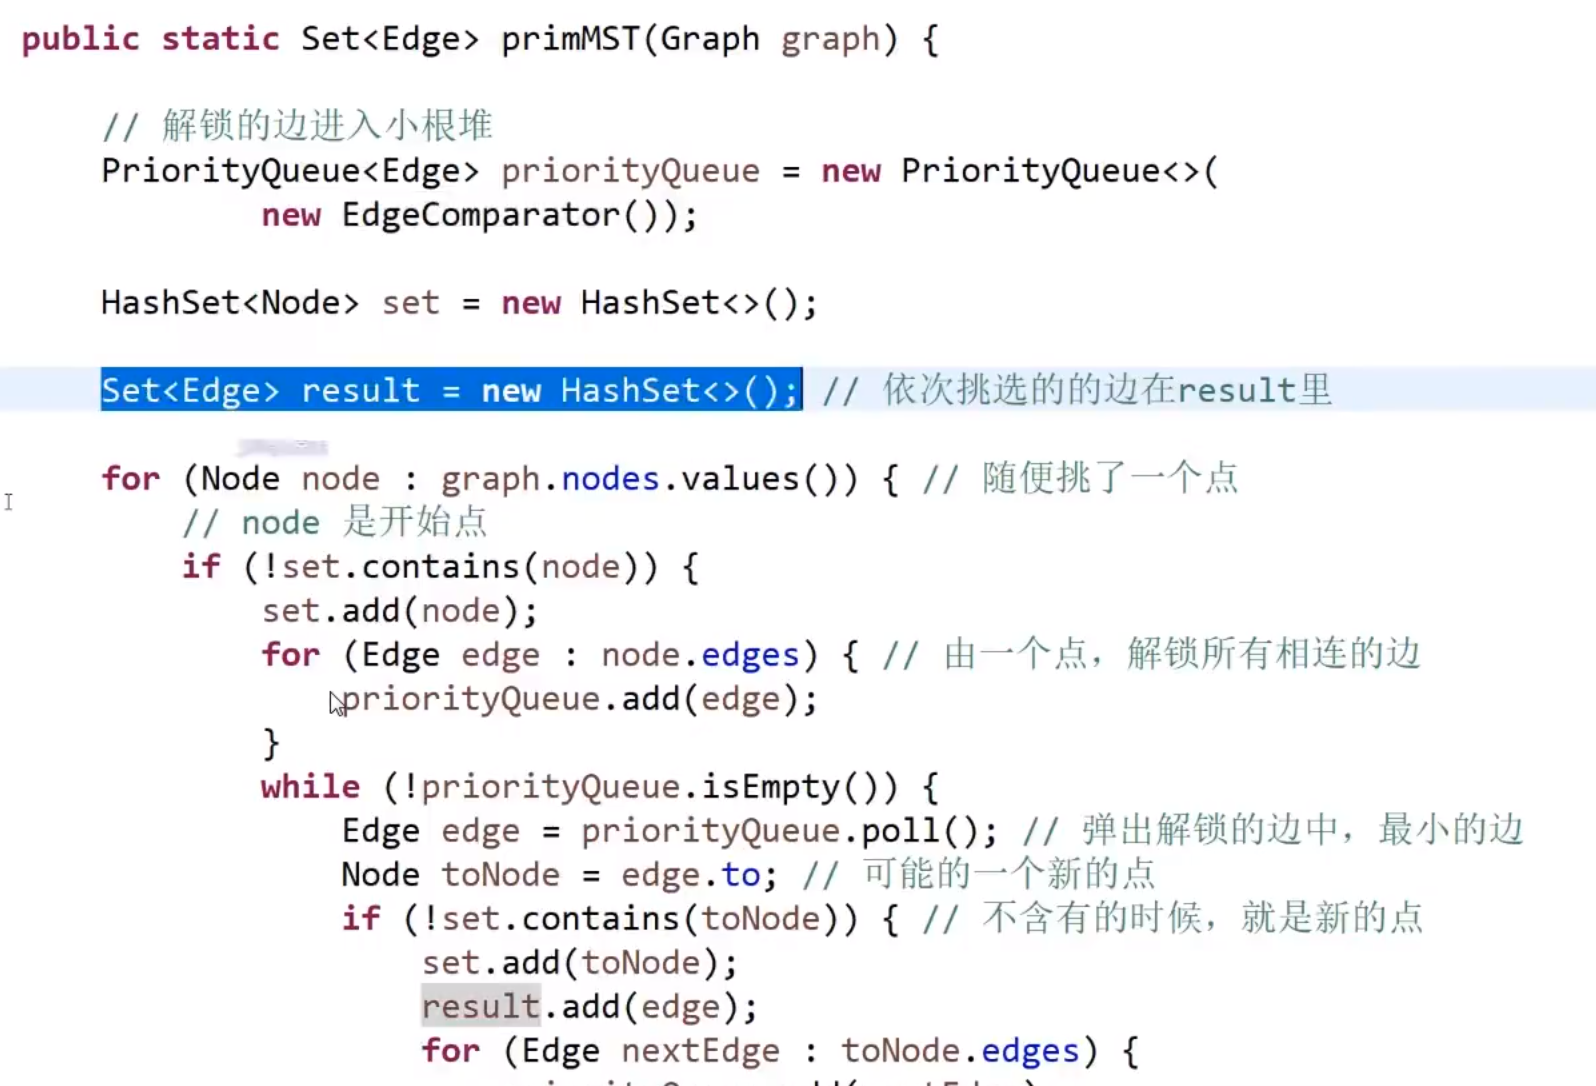 public static Set<Edge> primMST(Graph graph) {
// 解锁的边进入小根堆
PriorityQueue<Edge> priorityQueue = new PriorityQueue<>(
new EdgeComparator());
HashSet<Node> set = new HashSet<>();
Set<Edge> result = new HashSet<>(); // 依次挑选的的边在result里
for (Node node : graph.nodes.values()) { // 随便挑了一个点
// node 是开始点
if (!set.contains(node)) {
set.add(node);
for (Edge edge : node.edges) { // 由一个点，解锁所有相连的边
priorityQueue.add(edge);
}
while (!priorityQueue.isEmpty()) {
Edge edge = priorityQueue.poll(); // 弹出解锁的边中，最小的边
Node toNode = edge.to; // 可能的一个新的点
if (!set.contains(toNode)) { // 不含有的时候，就是新的点
set.add(toNode);
result.add(edge);
for (Edge nextEdge : toNode.edges) {